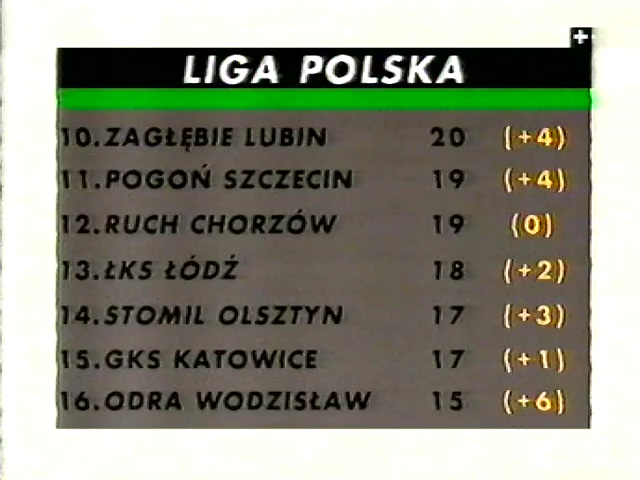 +
LIGA POLSKA
10.ZAGŁĘBIE LUBIN 20 (+4)
11.POGOŃ SZCZECIN 19 (+4)
12.RUCH CHORZÓW 19 (0)
13.ŁKS ŁÓDŹ 18 (+2)
14.STOMIL OLSZTYN 17 (+3)
15.GKS KATOWICE 17 (+1)
16.ODRA WODZISŁAW 15 (+6)